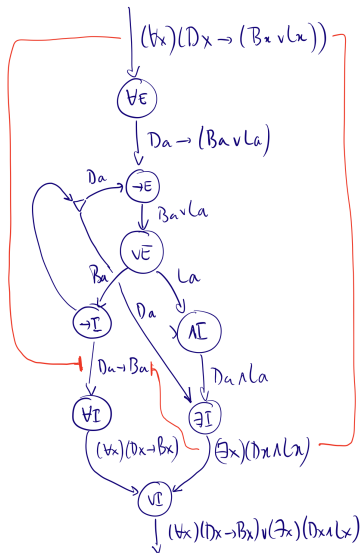 (∀x)(Dx → (Bx ∨ Lx))
∀E
Da → (Ba ∨ La)
Da
→E
Ba ∨ La
∨E
Ba
La
Da
→I
∧I
Da → Ba
Da ∧ La
∀I
∃I
(∀x)(Dx → Bx)
(∃x)(Dx ∧ Lx)
∨I
(∀x)(Dx → Bx) ∨ (∃x)(Dx ∧ Lx)